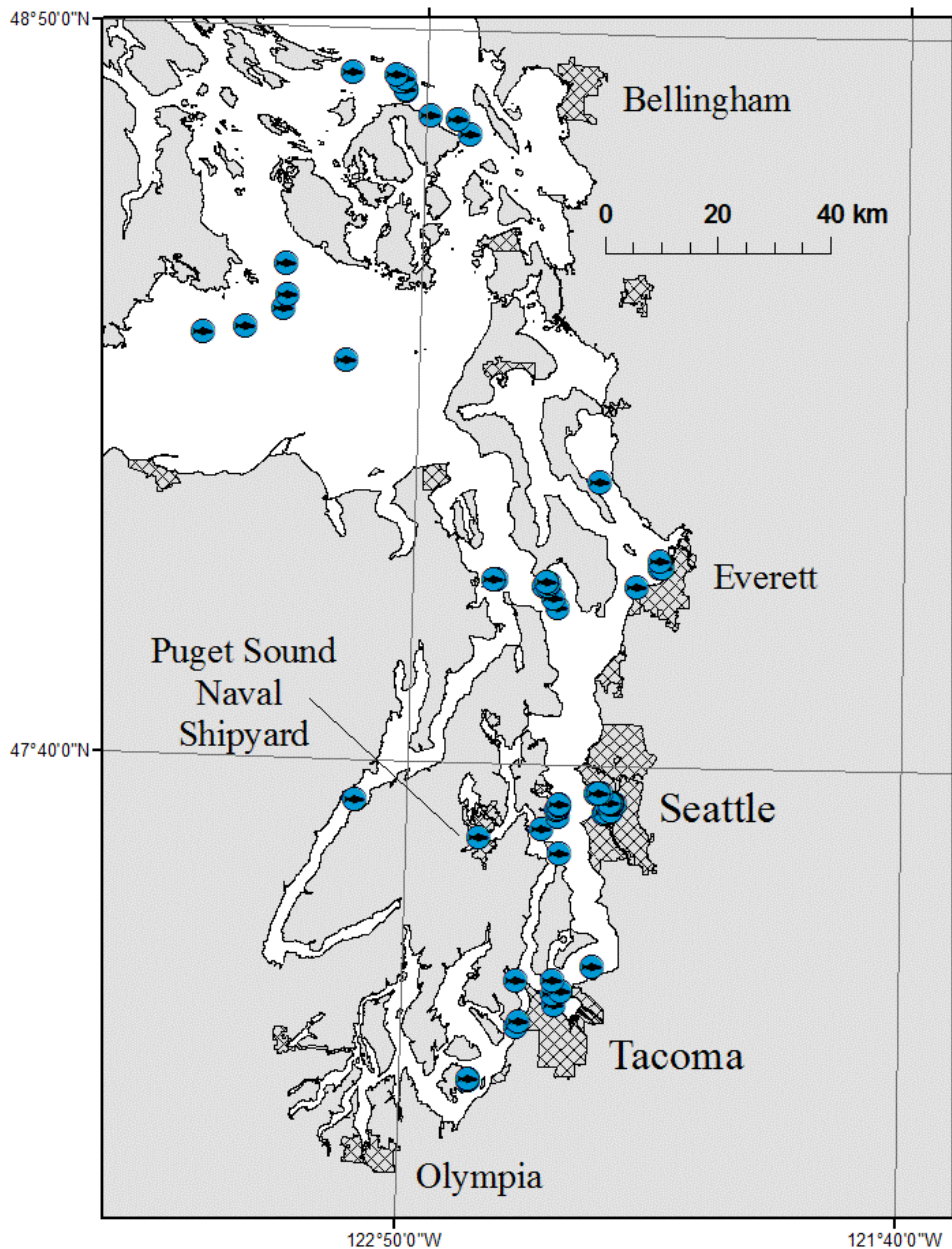 48°50'0"N
Bellingham
0 20 40 km
Everett
Puget Sound
Naval
Shipyard
47°40'0"N
Seattle
Tacoma
Olympia
122°50'0"W
121°40'0"W